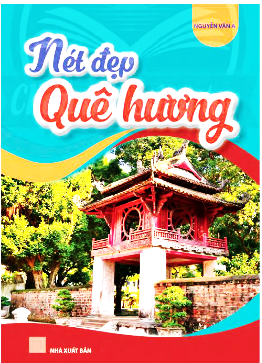 NGUYỄN VĂN A
Nét đẹp
Quê hương
NHÀ XUẤT BẢN